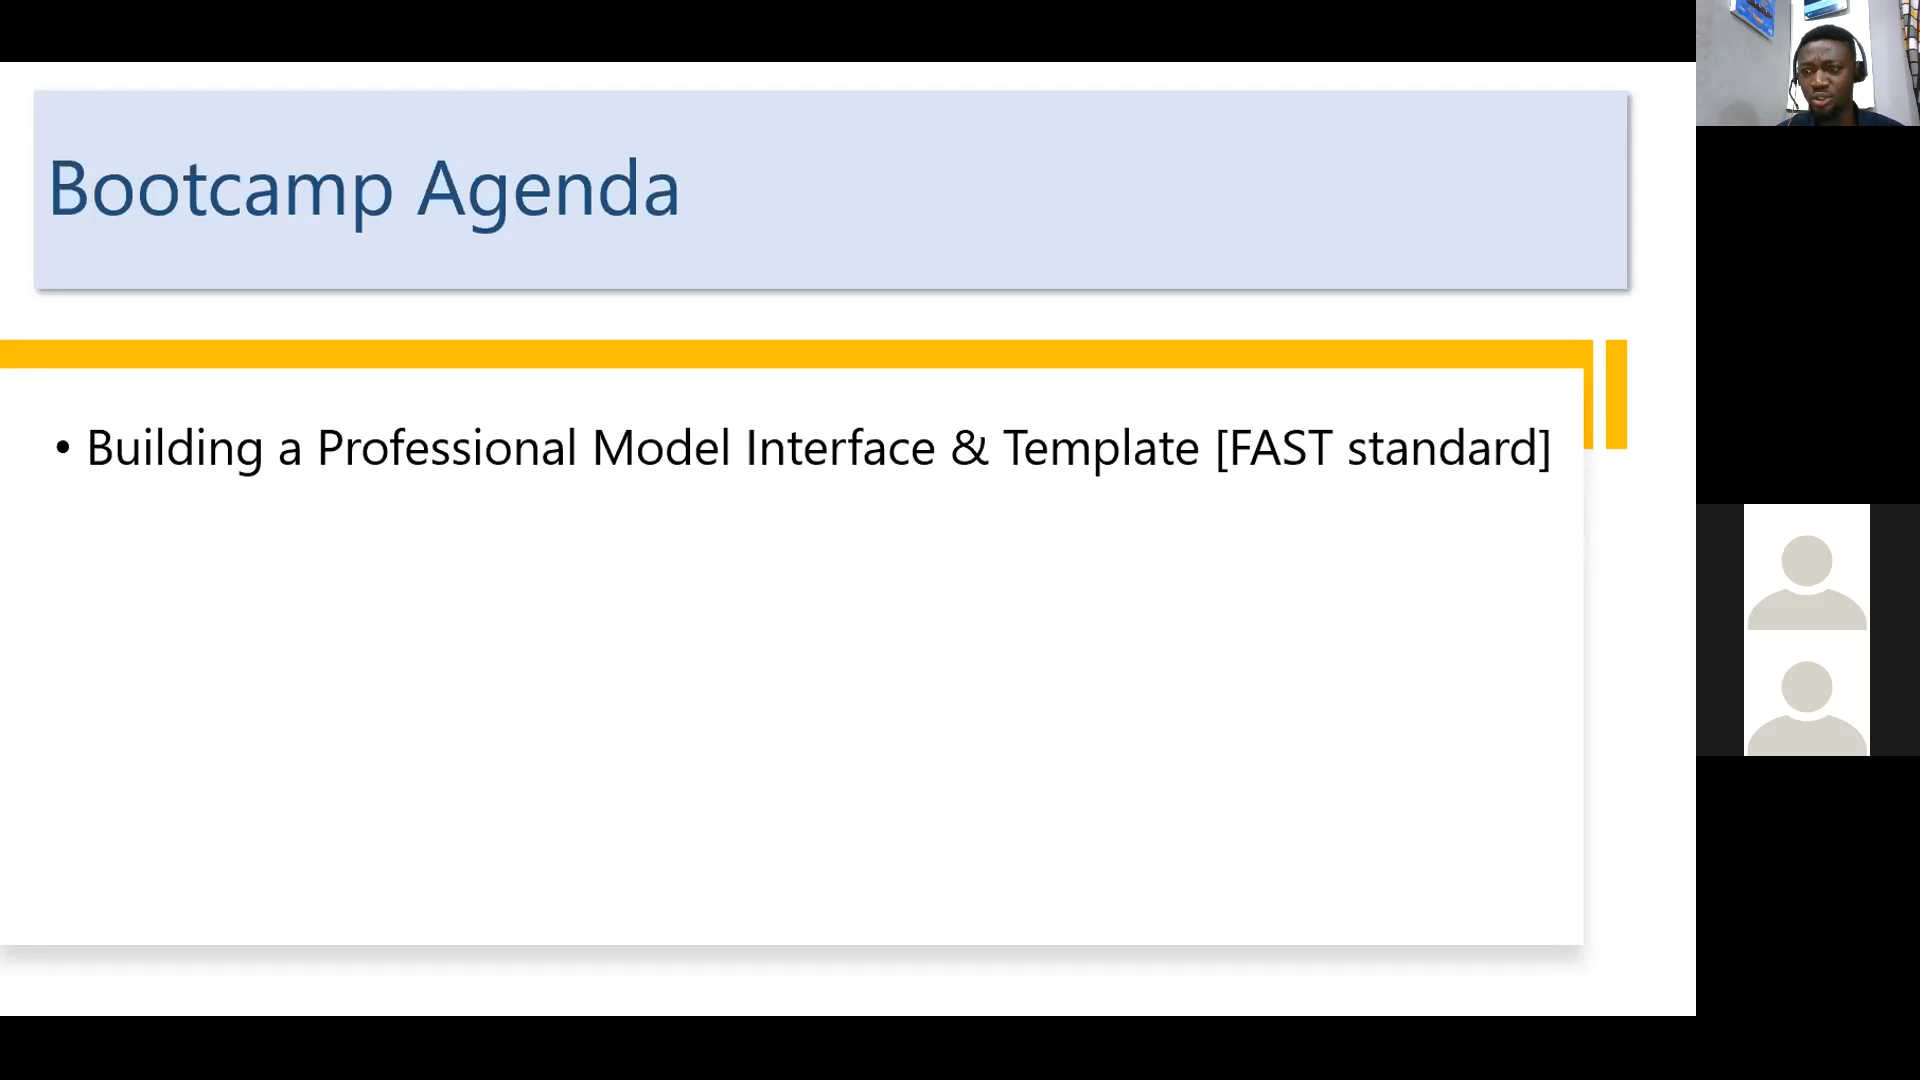 Bootcamp Agenda
• Building a Professional Model Interface & Template [FAST standard]